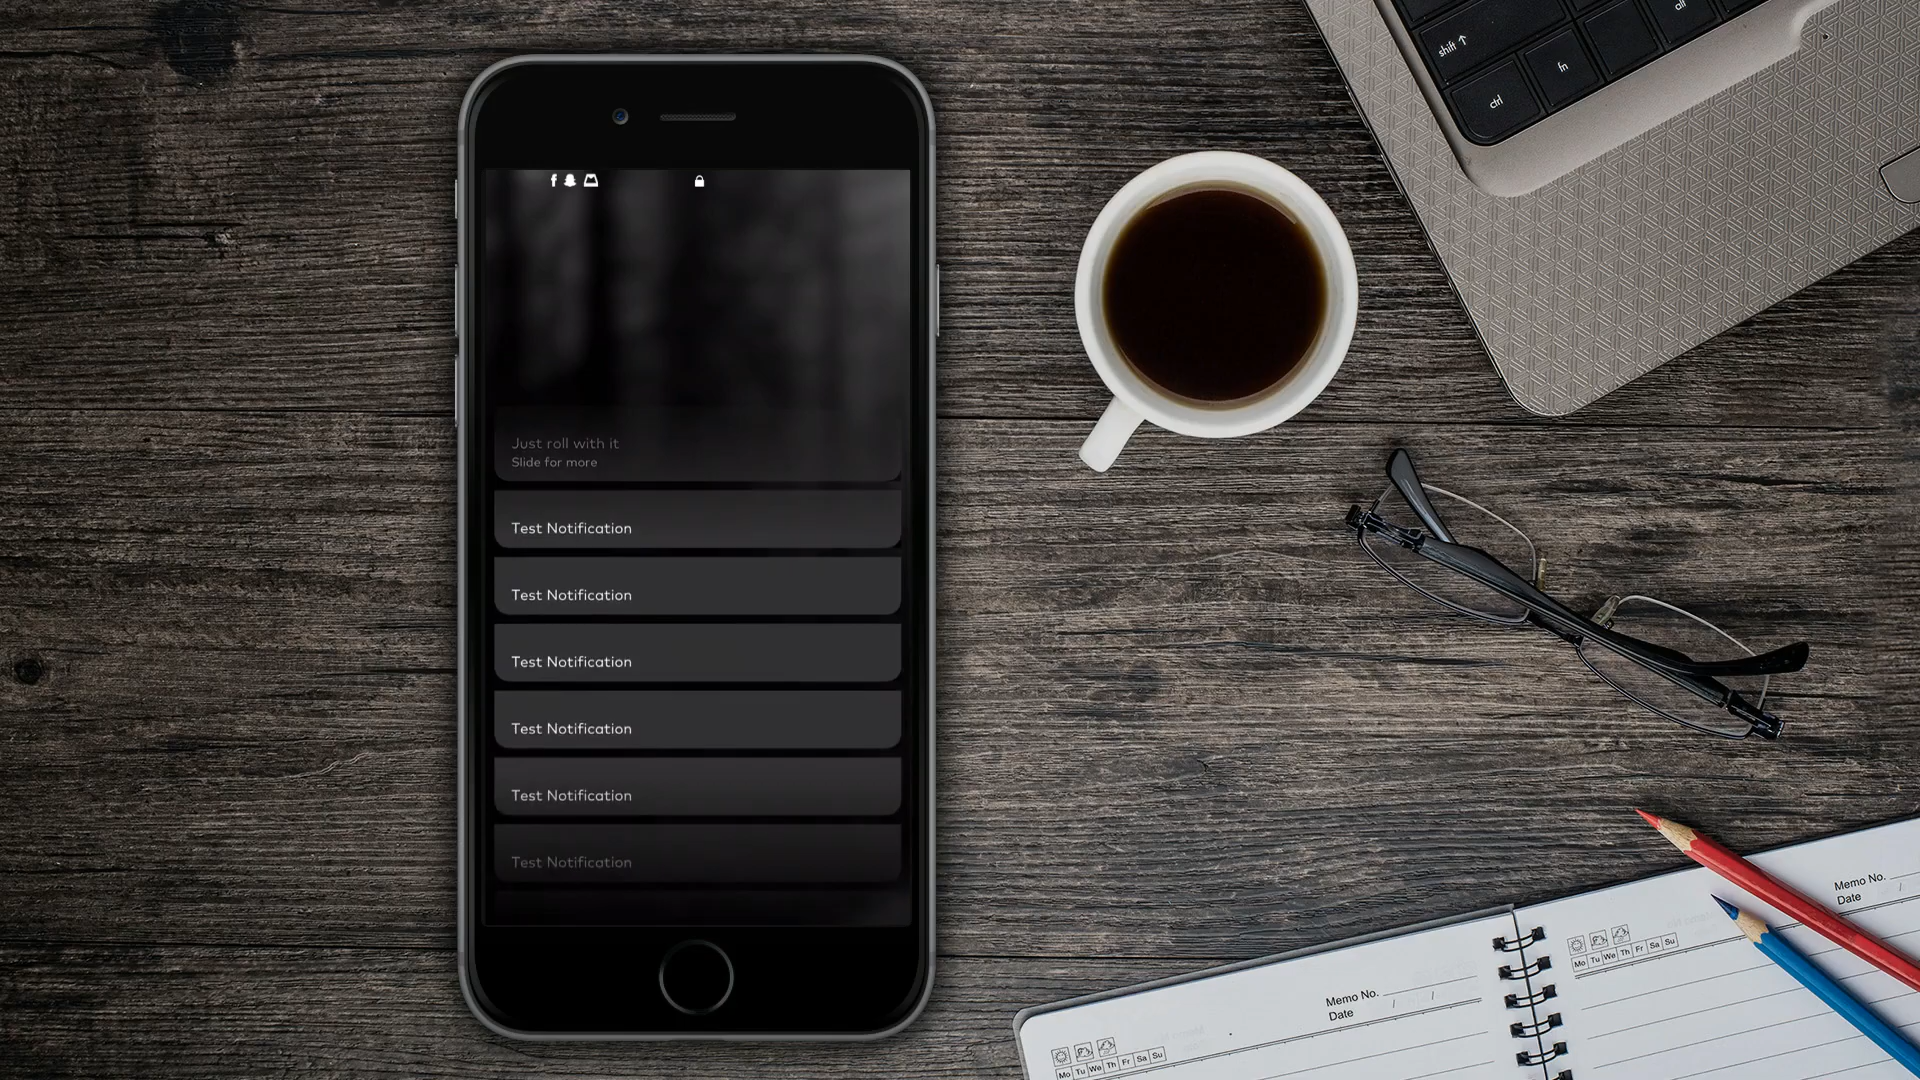 Just roll with it
Slide for more
Test Notification
Test Notification
Test Notification
Test Notification
Test Notification
Test Notification
shift ↑
fn
ctrl
alt
Memo No.
Date
Mo Tu We Th Fr Sa Su
Memo No.
Date
Mo Tu We Th Fr Sa Su